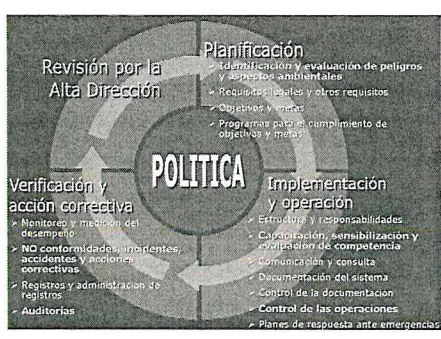 Revisión por la
Alta Dirección
Planificación
➢ Identificación y evaluación de peligros
y aspectos ambientales
➢ Requisitos legales y otros requisitos
➢ Objetivos y metas
➢ Programas para el cumplimiento de
objetivos y metas
POLITICA
Verificación y
acción correctiva
➢ Monitoreo y medición del
desempeño
➢ NO conformidades, incidentes,
accidentes y acciones
correctivas
➢ Registros y administración de
registros
➢ Auditorías
Implementación
y operación
➢ Estructura y responsabilidades
➢ Capacitación, sensibilización y
evaluación de competencia
➢ Comunicación y consulta
➢ Documentación del sistema
➢ Control de la documentación
➢ Control de las operaciones
➢ Planes de respuesta ante emergencias